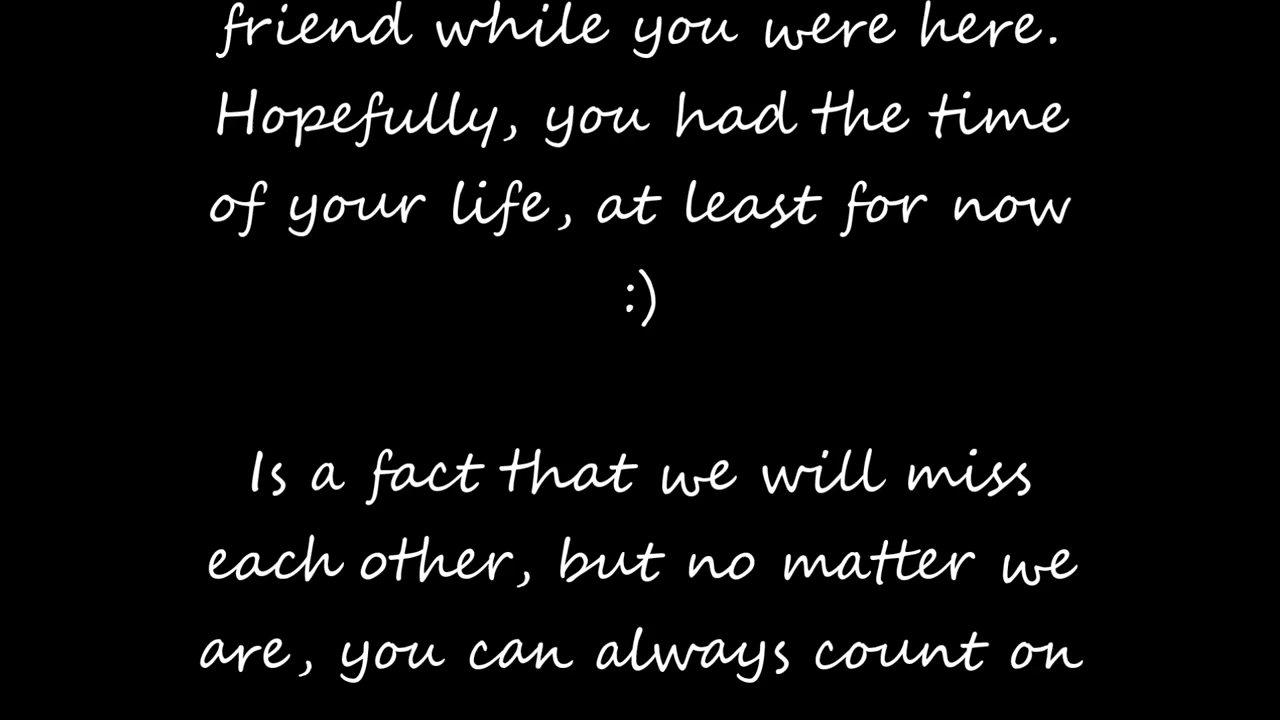 friend while you were here.
Hopefully, you had the time
of your life, at least for now
:)
Is a fact that we will miss
each other, but no matter we
are, you can always count on